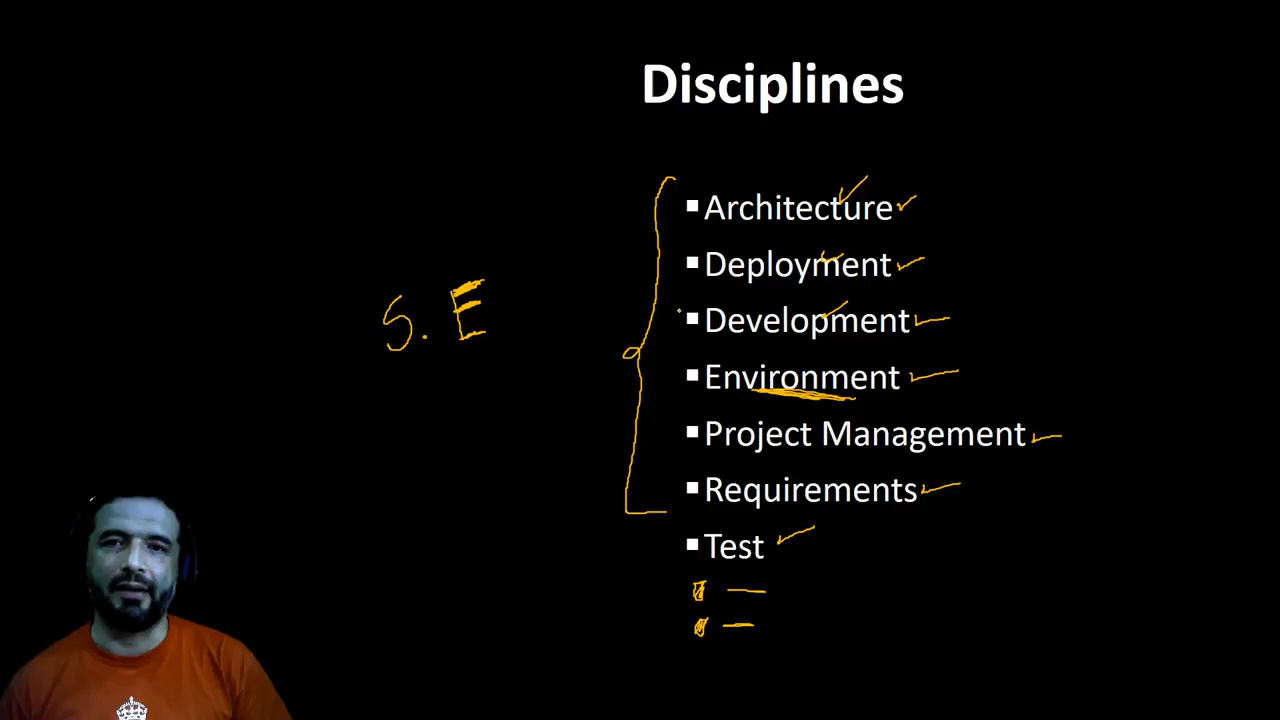 Disciplines
▪Architecture
▪Deployment
▪Development
▪Environment
▪Project Management
▪Requirements
▪Test
S. E